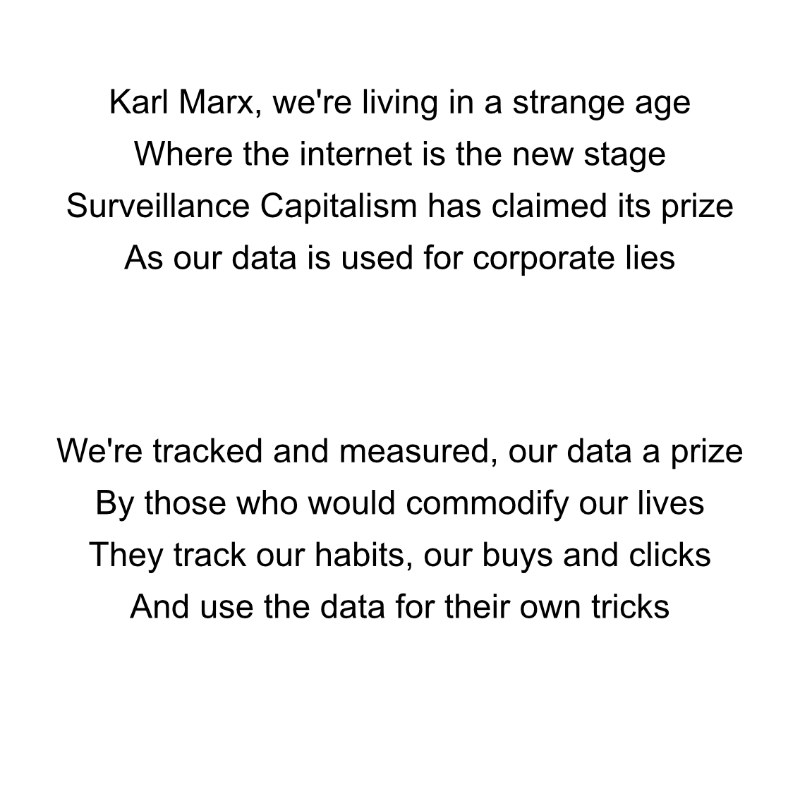 Karl Marx, we're living in a strange age
Where the internet is the new stage
Surveillance Capitalism has claimed its prize
As our data is used for corporate lies
We're tracked and measured, our data a prize
By those who would commodify our lives
They track our habits, our buys and clicks
And use the data for their own tricks